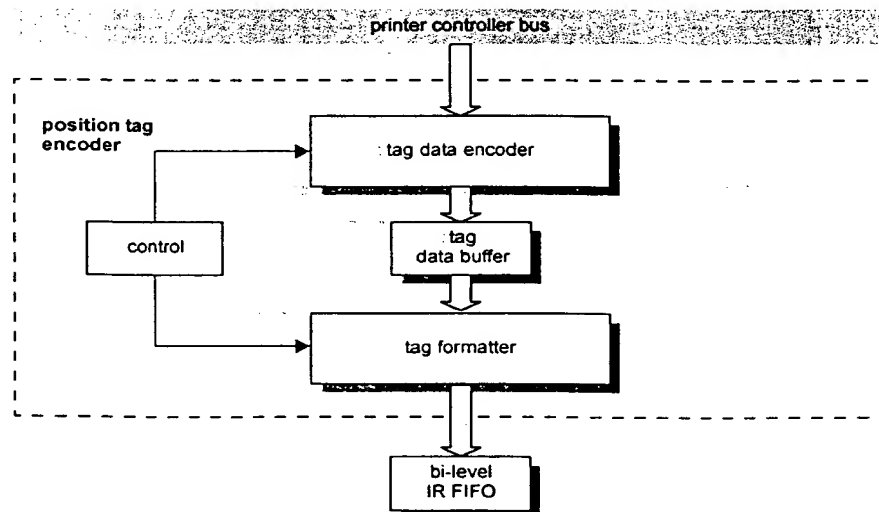 printer controller bus
position tag
encoder
tag data encoder
control
tag
data buffer
tag formatter
bi-level
IR FIFO